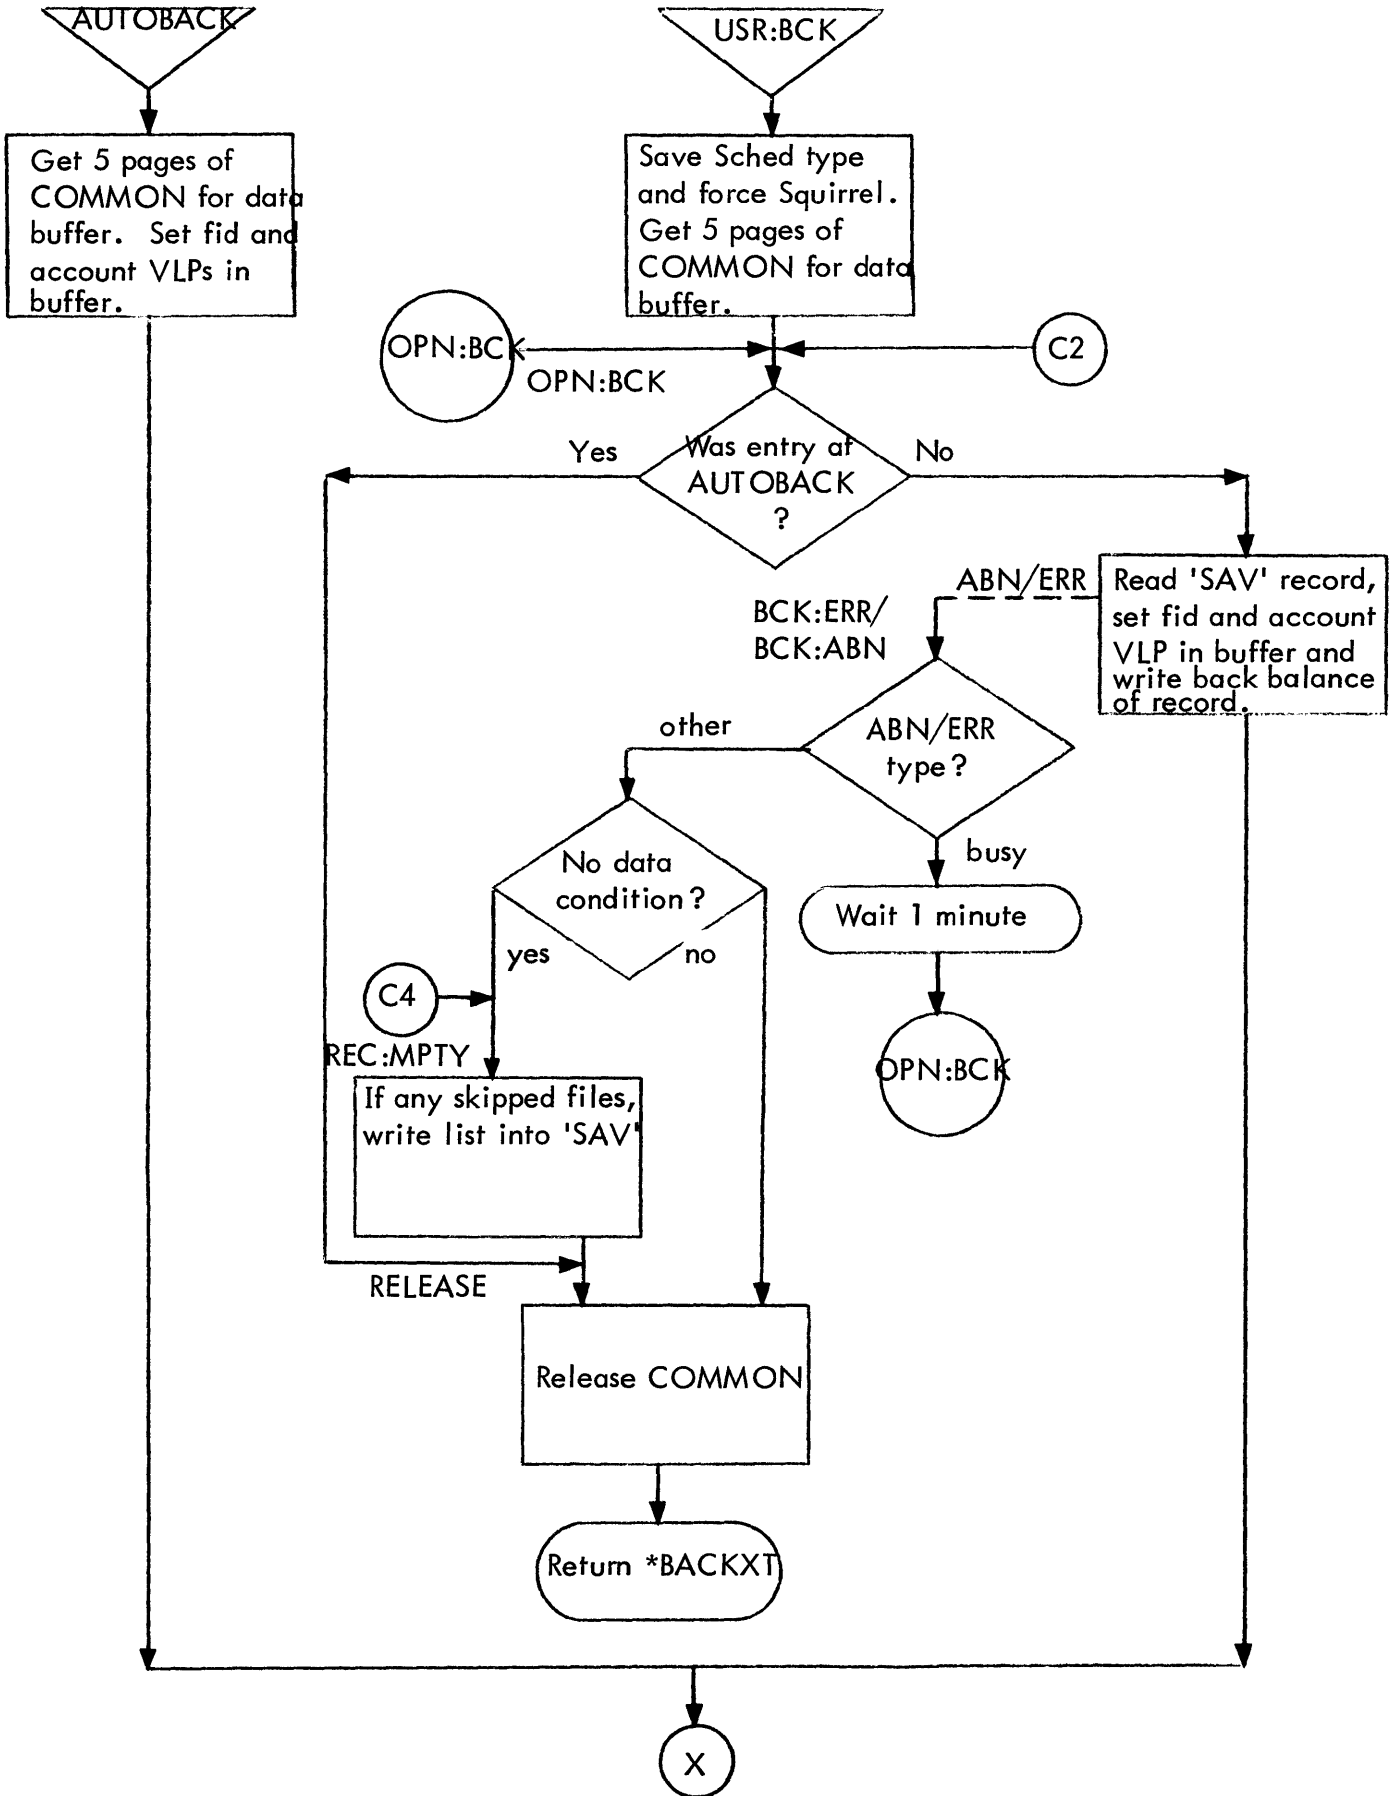 AUTOBACK
USR:BCK
Get 5 pages of
COMMON for data
buffer. Set fid and
account VLPs in
buffer.
Save Sched type
and force Squirrel.
Get 5 pages of
COMMON for data
buffer.
OPN:BCK
OPN:BCK
C2
Was entry at
AUTOBACK
?
Yes
No
Read 'SAV' record,
set fid and account
VLP in buffer and
write back balance
of record.
ABN/ERR
BCK:ERR/
BCK:ABN
ABN/ERR
type?
other
busy
No data
condition?
yes
no
Wait 1 minute
C4
OPN:BCK
REC:MPTY
If any skipped files,
write list into 'SAV'
RELEASE
Release COMMON
Return *BACKXT
X